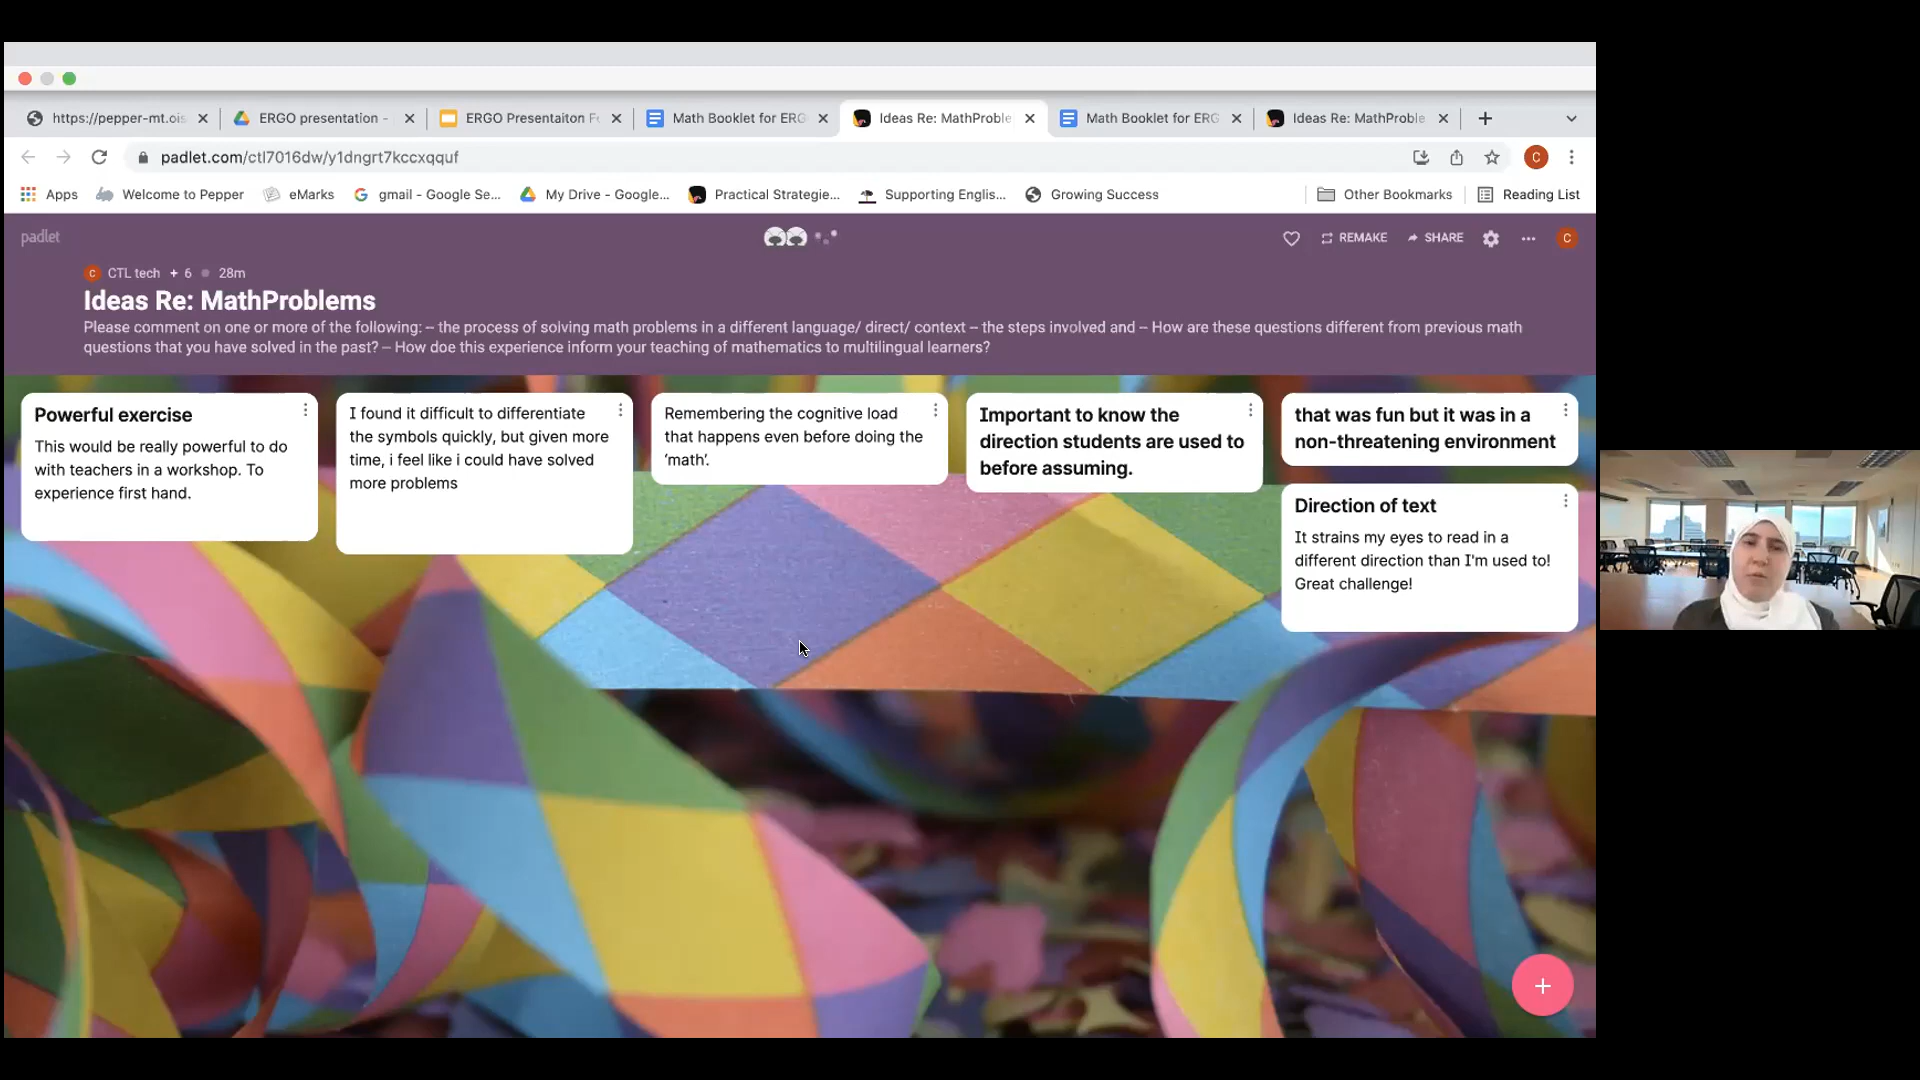 https://pepper-mt.ois
ERGO presentation -
ERGO Presentaiton Fe
Math Booklet for ERG
Ideas Re: MathProble
Math Booklet for ERG
Ideas Re: MathProble
padlet.com/ctl7016dw/y1dngrt7kccxqquf
C
Apps
Welcome to Pepper
eMarks
gmail - Google Se...
My Drive - Google...
Practical Strategie...
Supporting Englis...
Growing Success
Other Bookmarks
Reading List
padlet
REMAKE
SHARE
C
C CTL tech + 6 28m
Ideas Re: MathProblems
Please comment on one or more of the following: – the process of solving math problems in a different language/ direct/ context – the steps involved and – How are these questions different from previous math
questions that you have solved in the past? – How doe this experience inform your teaching of mathematics to multilingual learners?
Powerful exercise
This would be really powerful to do
with teachers in a workshop. To
experience first hand.
I found it difficult to differentiate
the symbols quickly, but given more
time, i feel like i could have solved
more problems
Remembering the cognitive load
that happens even before doing the
‘math’.
Important to know the
direction students are used to
before assuming.
that was fun but it was in a
non-threatening environment
Direction of text
It strains my eyes to read in a
different direction than I'm used to!
Great challenge!